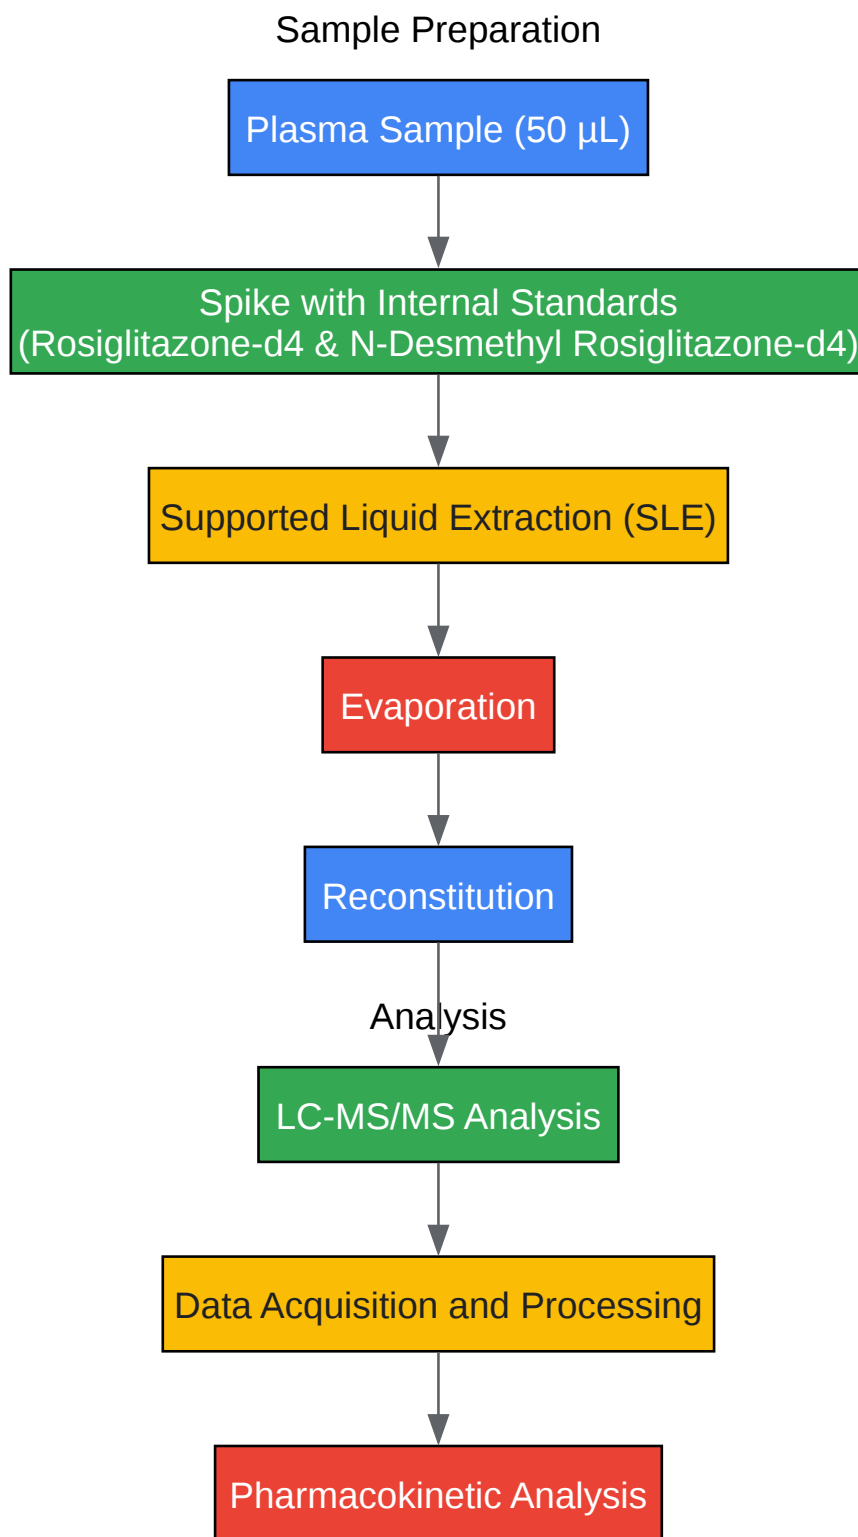 Sample Preparation
Plasma Sample (50 µL)
Spike with Internal Standards
(Rosiglitazone-d4 & N-Desmethyl Rosiglitazone-d4)
Supported Liquid Extraction (SLE)
Evaporation
Reconstitution
Analysis
LC-MS/MS Analysis
Data Acquisition and Processing
Pharmacokinetic Analysis